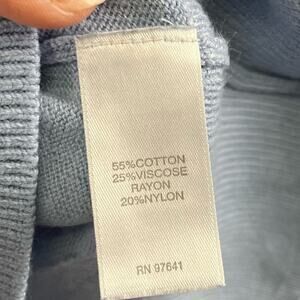 55%COTTON
25%VISCOSE
RAYON
20%NYLON
RN 97641